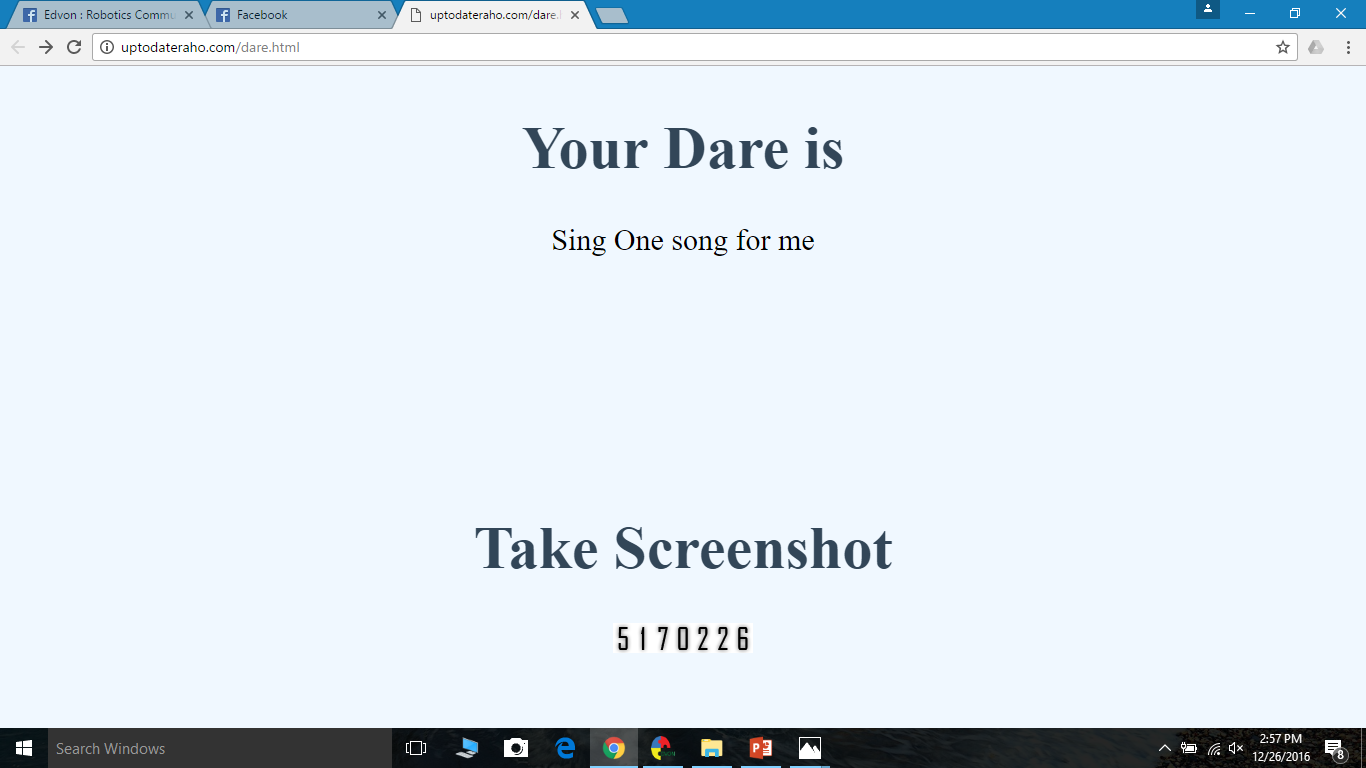 Edvon : Robotics Commu
Facebook
uptodateraho.com/dare.
uptodateraho.com/dare.html
Your Dare is
Sing One song for me
Take Screenshot
5170226
Search Windows
2:57 PM
12/26/2016
8